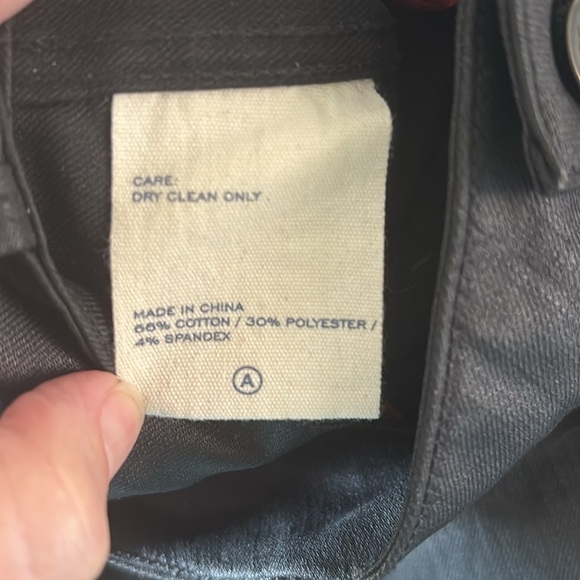 CARE:
DRY CLEAN ONLY.
MADE IN CHINA
66% COTTON / 30% POLYESTER /
4% SPANDEX
A